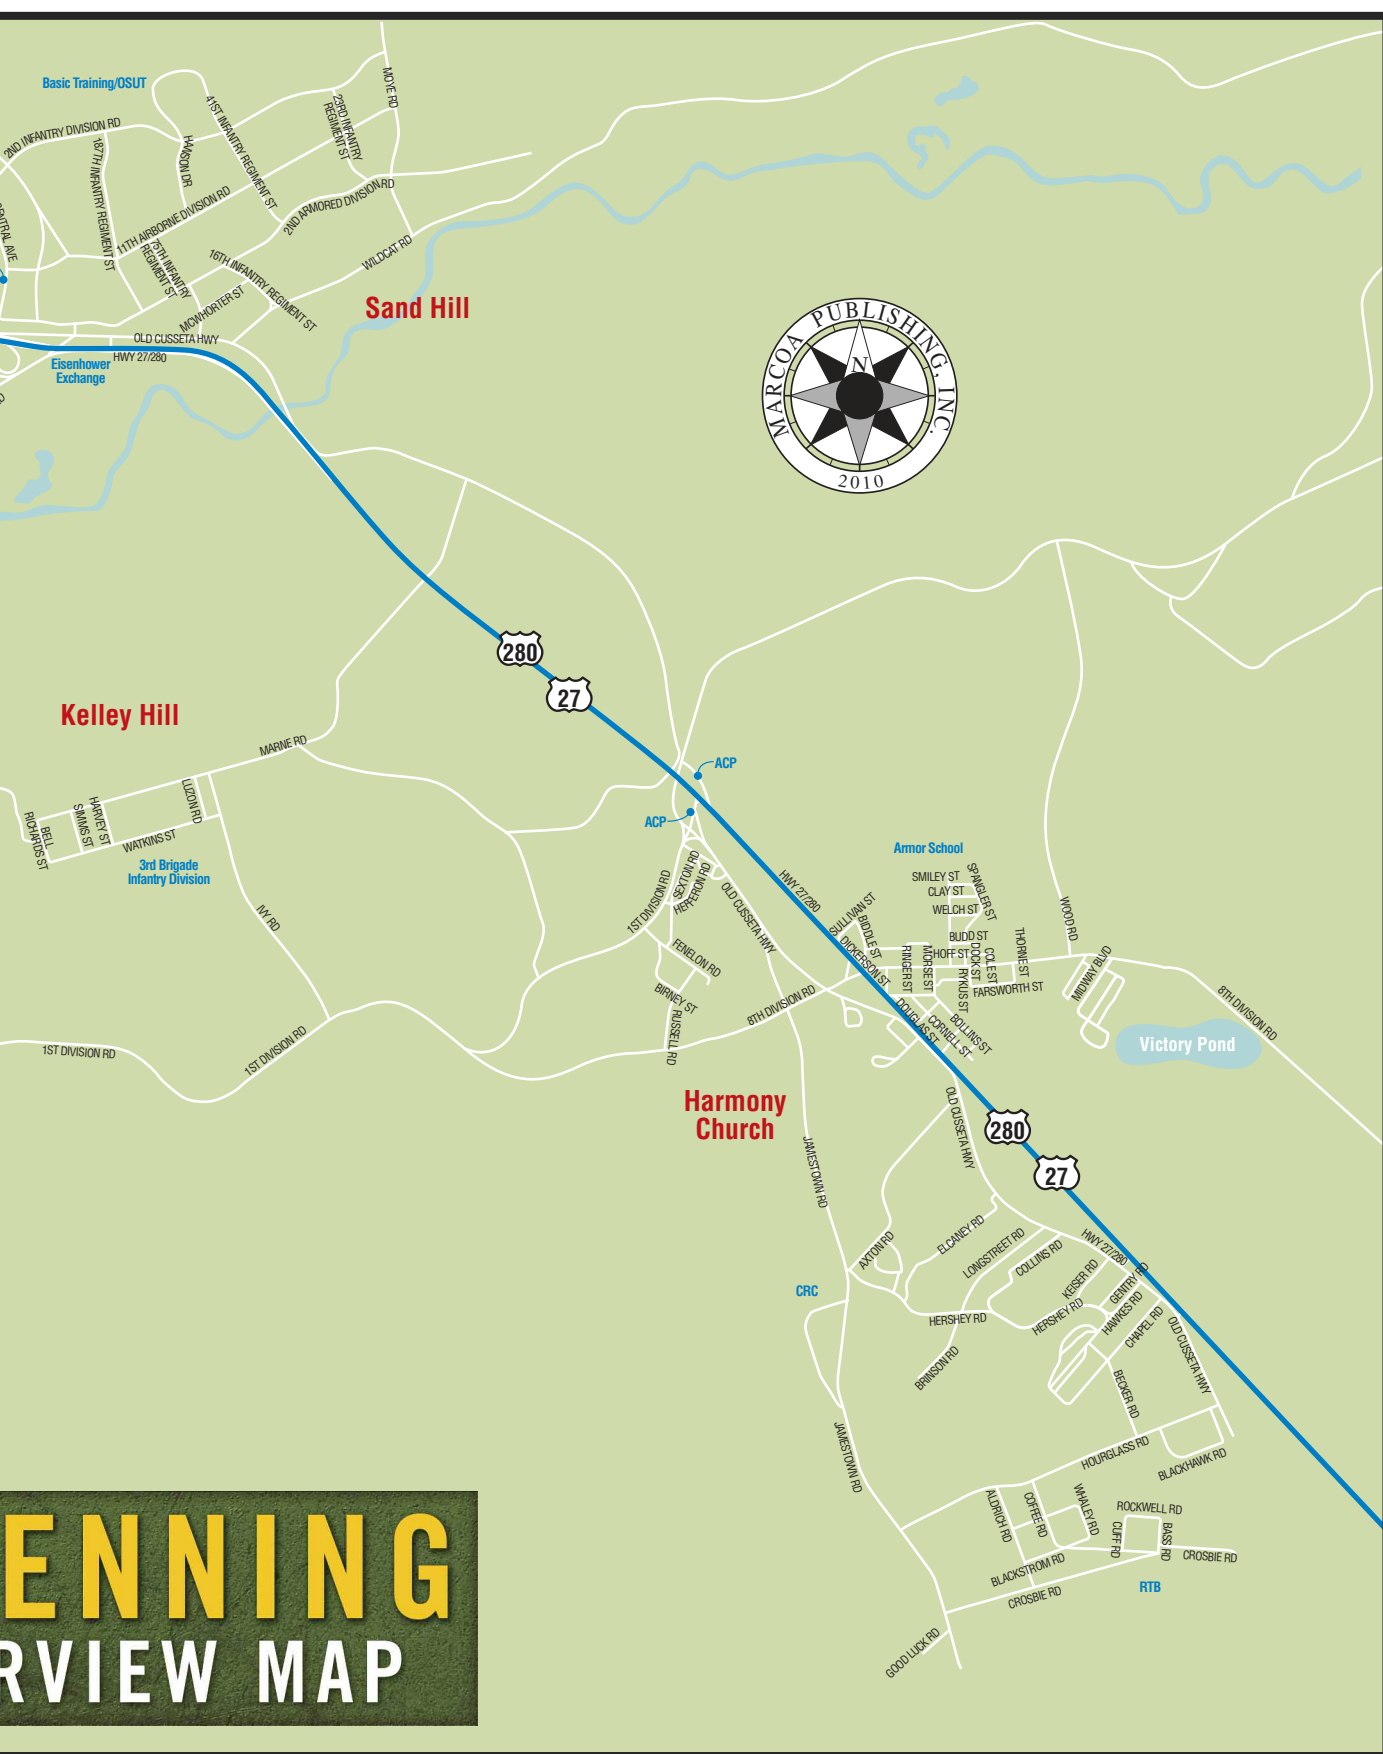 Basic Training/OSUT
2ND INFANTRY DIVISION RD
187TH INFANTRY REGIMENT ST
HANSON DR
41ST INFANTRY REGIMENT ST
23RD INFANTRY
REGIMENT ST
MOYE RD
11TH AIRBORNE DIVISION RD
2ND ARMORED DIVISION RD
WILDCAT RD
75TH INFANTRY
REGIMENT ST
16TH INFANTRY REGIMENT ST
MCWHORTER ST
OLD CUSSETA HWY
HWY 27/280
Eisenhower
Exchange
Sand Hill
MARCOA PUBLISHING, INC.
N
2010
280
27
Kelley Hill
MARNE RD
LUZON RD
HARVEY ST
SIMMS ST
BELL
RICHARDS ST
WATKINS ST
3rd Brigade
Infantry Division
IVY RD
1ST DIVISION RD
1ST DIVISION RD
ACP
ACP
SEXTON RD
HEFFERON RD
1ST DIVISION RD
OLD CUSSETA HWY
HWY 27/280
FENELON RD
BIRNEY ST
RUSSELL RD
8TH DIVISION RD
Armor School
SMILEY ST
CLAY ST
SPANGLER ST
WELCH ST
BUDD ST
HOFF ST
DOCK ST
COLE ST
THORNE ST
SULLIVAN ST
BIDDLE ST
DICKERSON ST
RINGER ST
MORSE ST
RYKUS ST
FARSWORTH ST
DOUGLAS ST
CORNELL ST
BOLLINS ST
WOOD RD
MIDWAY BLVD
8TH DIVISION RD
Victory Pond
Harmony
Church
280
27
OLD CUSSETA HWY
JAMESTOWN RD
AXTON RD
ELCANEY RD
LONGSTREET RD
COLLINS RD
HWY 27/280
KEISER RD
GENTRY RD
HAWKES RD
CHAPEL RD
HERSHEY RD
HERSHEY RD
CRC
BRINSON RD
OLD CUSSETA HWY
BECKER RD
JAMESTOWN RD
HOURGLASS RD
BLACKHAWK RD
ALDRICH RD
COFFEE RD
WHALEY RD
ROCKWELL RD
CLIFF RD
BASS RD
CROSBIE RD
BLACKSTROM RD
CROSBIE RD
RTB
GOOD LUCK RD
ENNING
RVIEW MAP